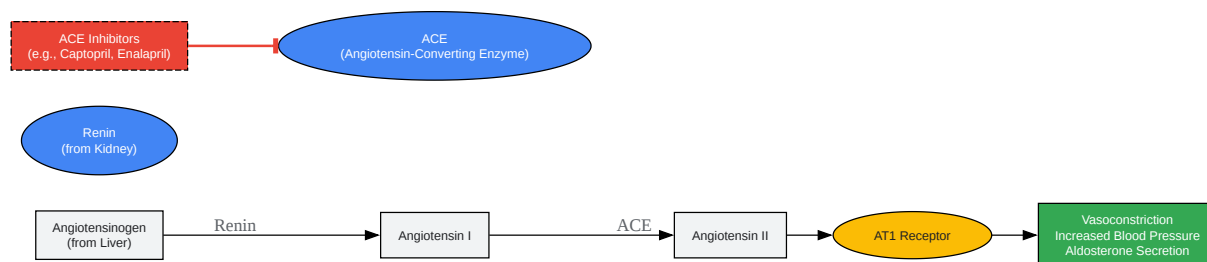 ACE Inhibitors
(e.g., Captopril, Enalapril)
ACE
(Angiotensin-Converting Enzyme)
Renin
(from Kidney)
Angiotensinogen
(from Liver)
Renin
Angiotensin I
ACE
Angiotensin II
AT1 Receptor
Vasoconstriction
Increased Blood Pressure
Aldosterone Secretion